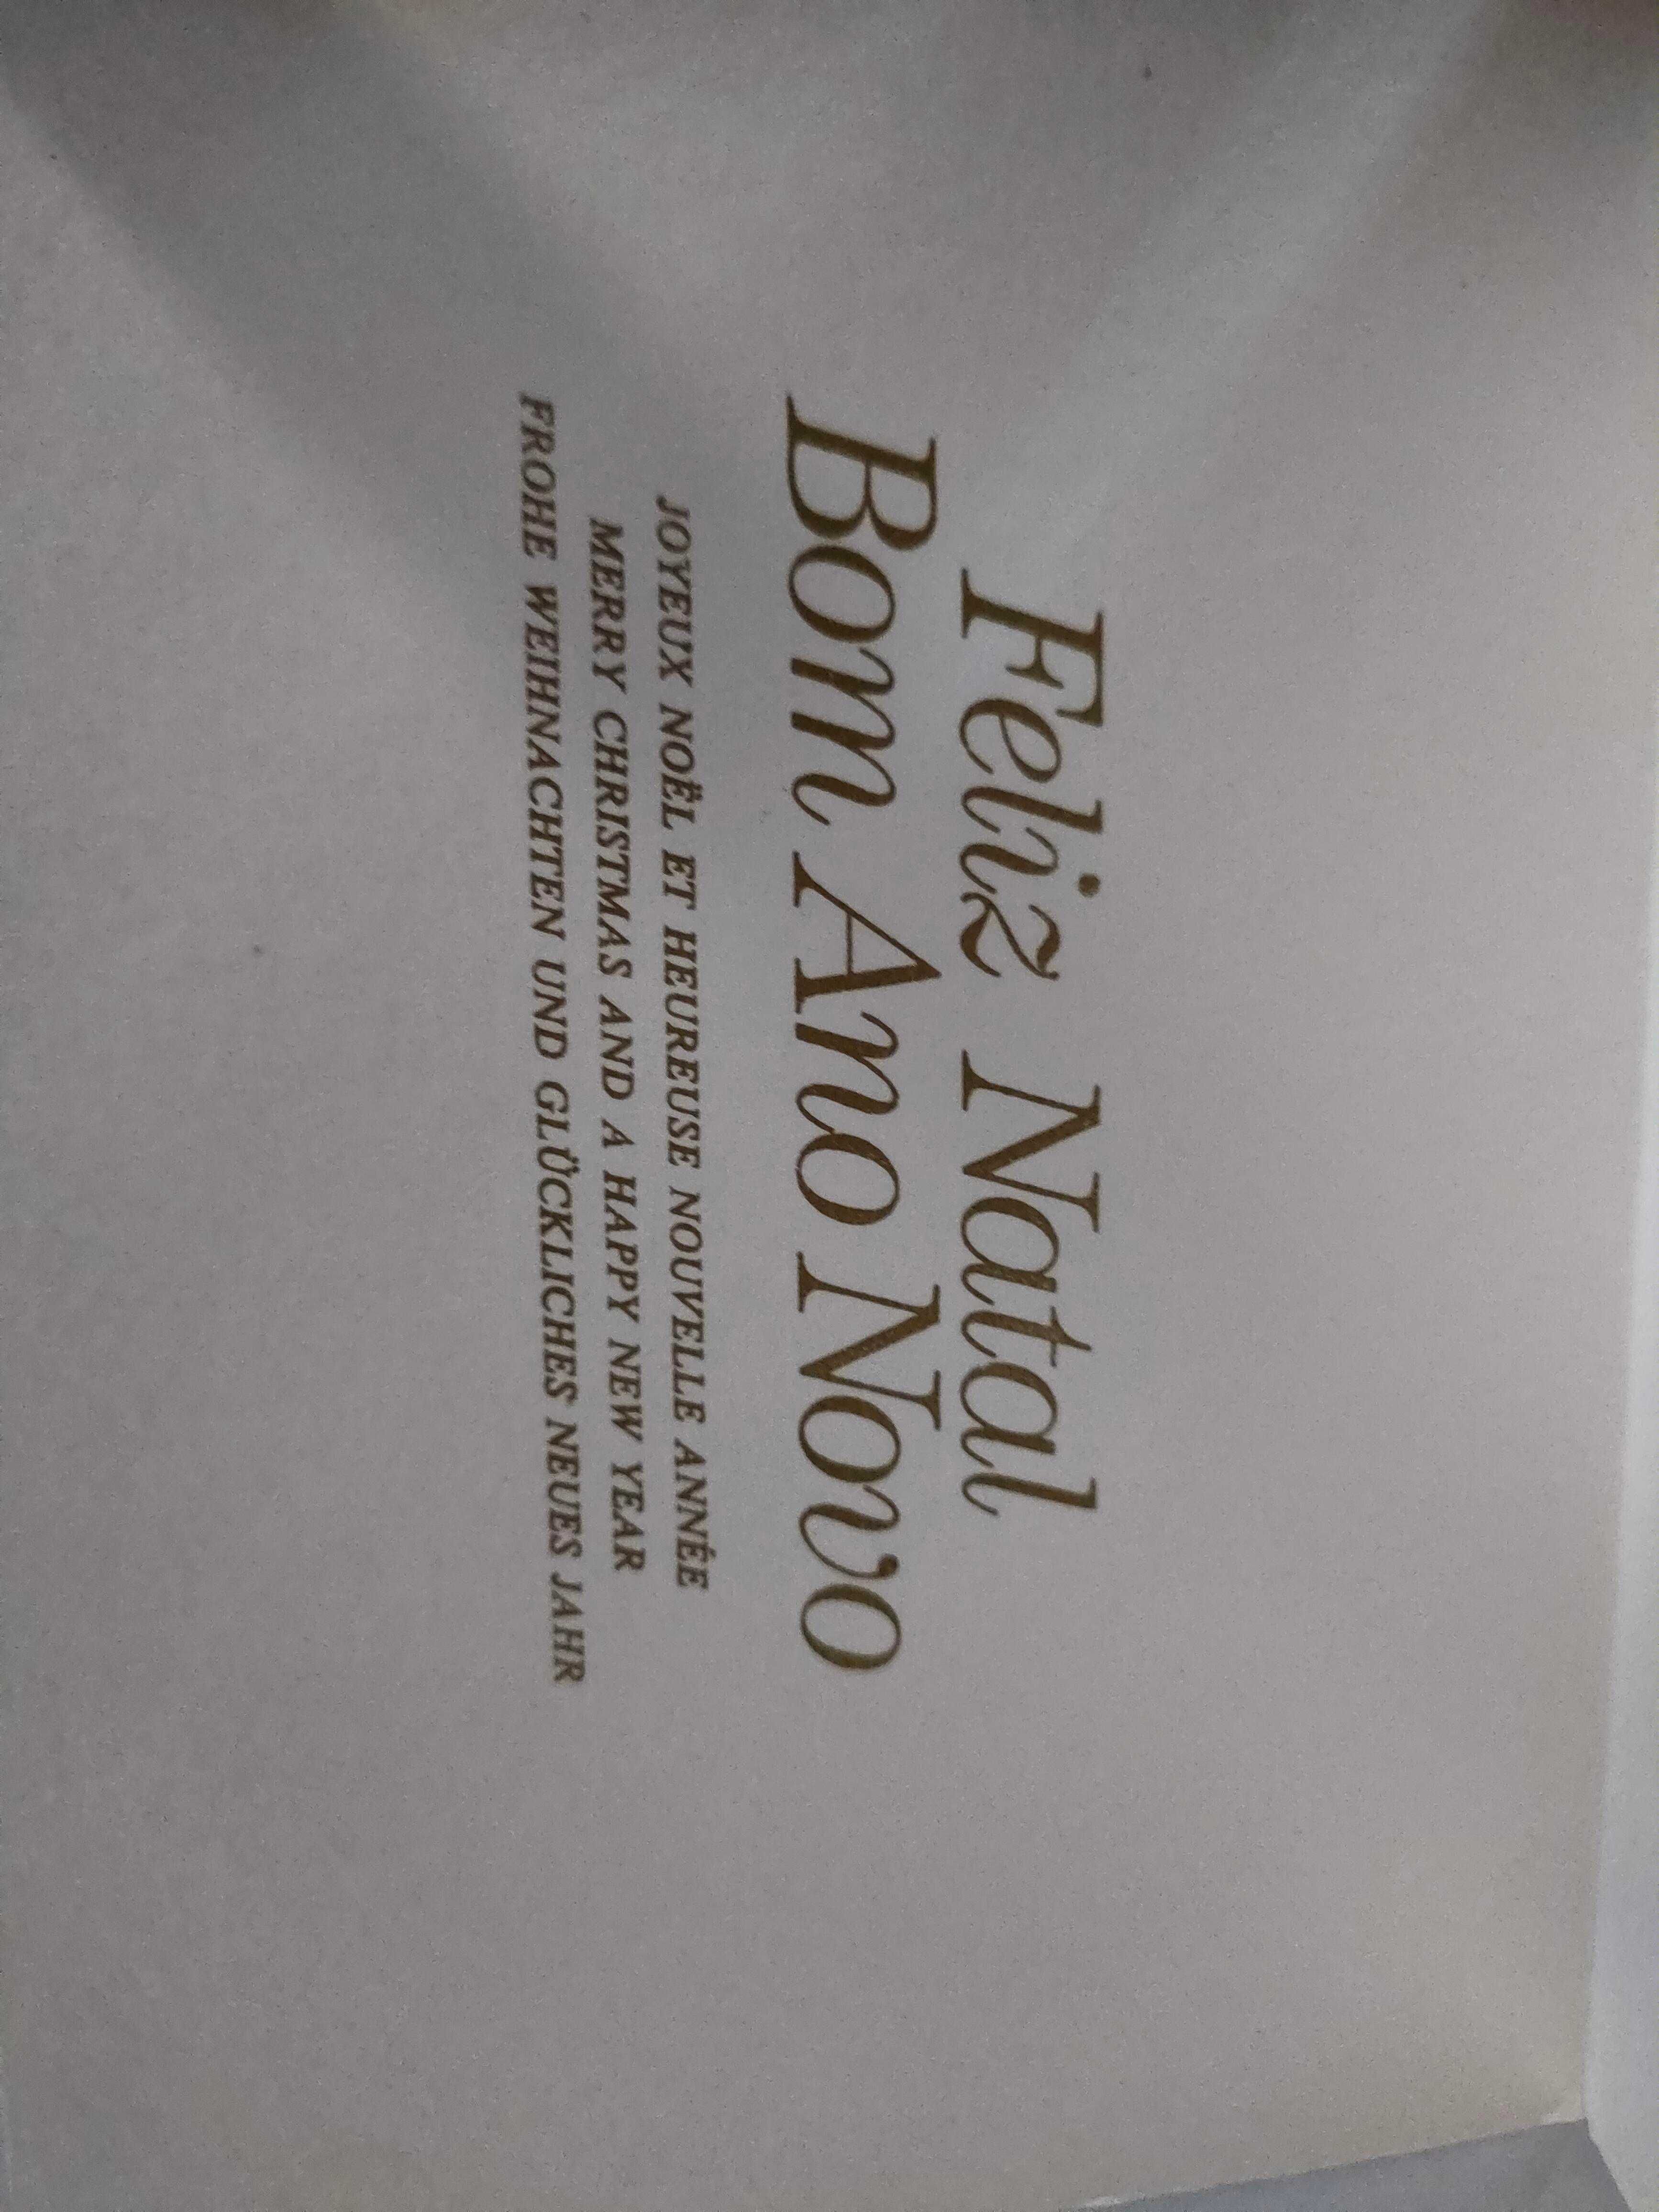 Feliz Natal
Bom Ano Novo
JOYEUX NOËL ET HEUREUSE NOUVELLE ANNÉE
MERRY CHRISTMAS AND A HAPPY NEW YEAR
FROHE WEIHNACHTEN UND GLÜCKLICHES NEUES JAHR